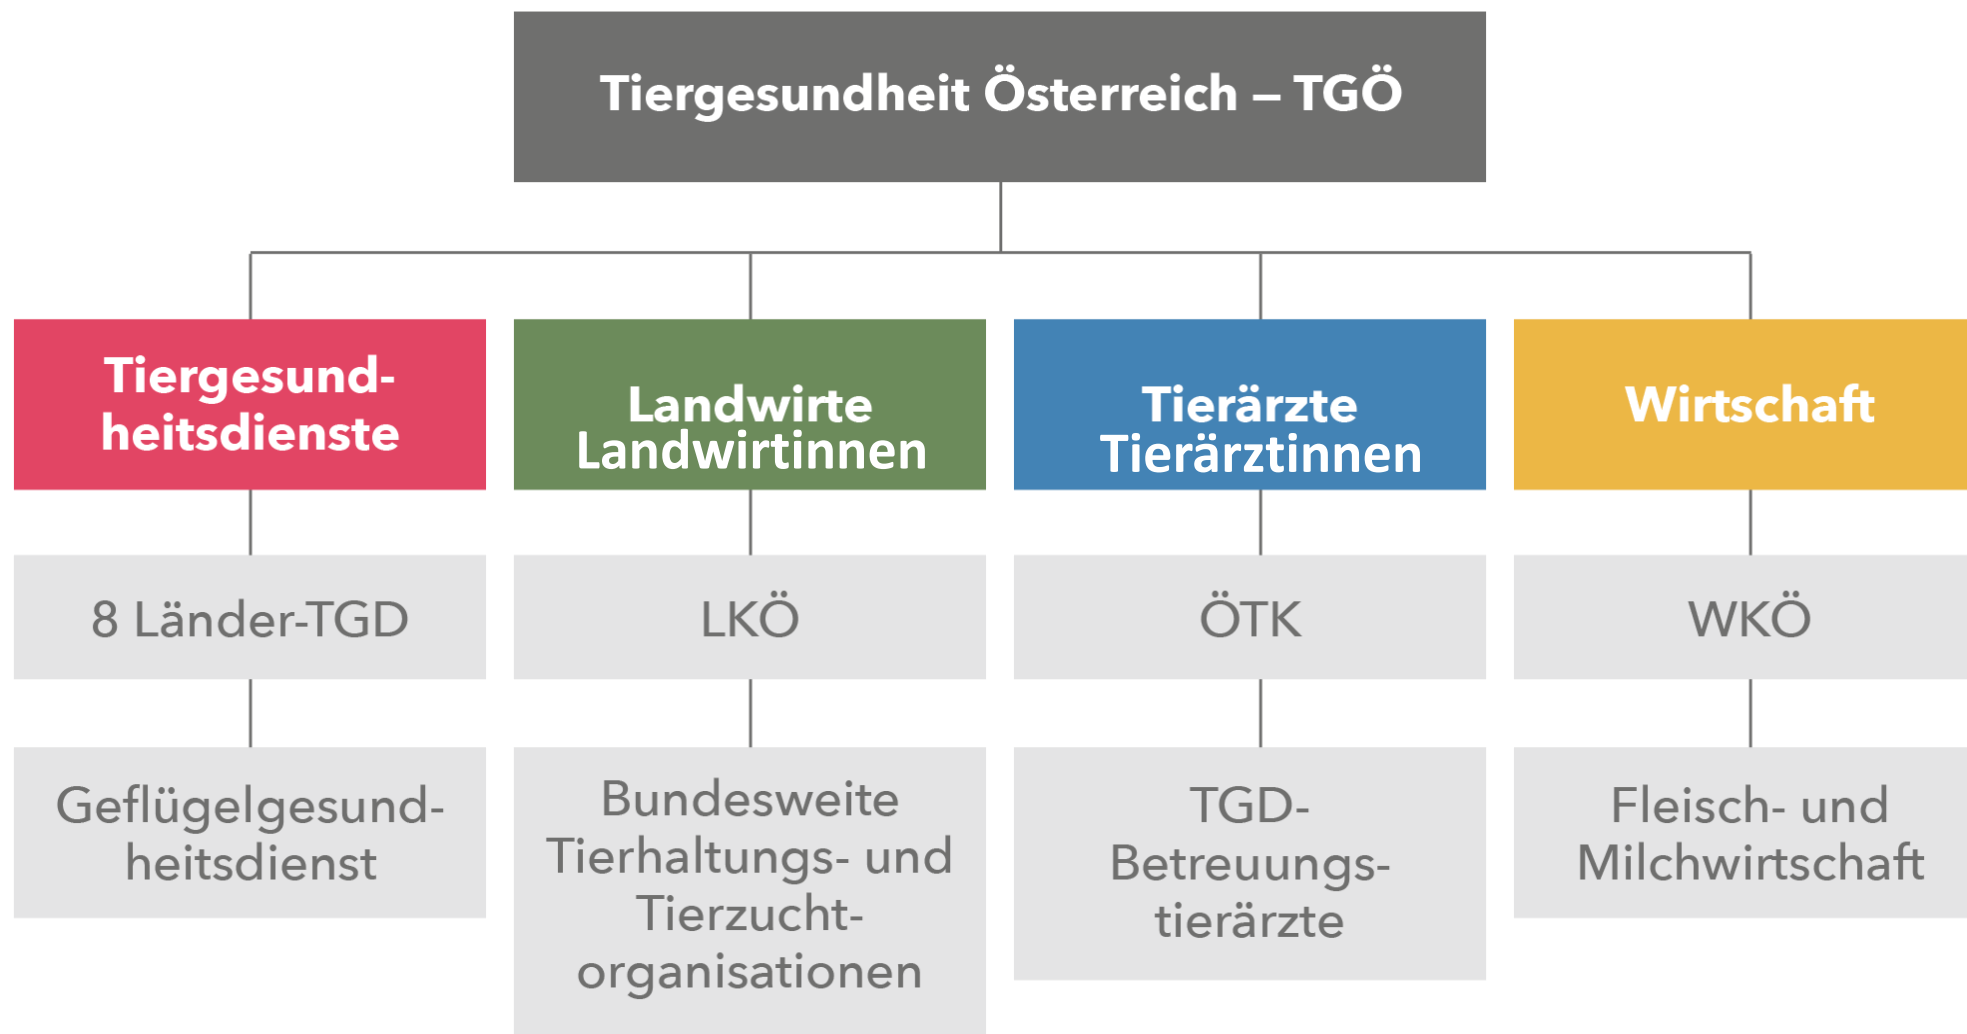 Tiergesundheit Österreich – TGÖ
Tiergesund-
heitsdienste
Landwirte
Landwirtinnen
Tierärzte
Tierärztinnen
Wirtschaft
8 Länder-TGD
LKÖ
ÖTK
WKÖ
Geflügelgesund-
heitsdienst
Bundesweite
Tierhaltungs- und
Tierzucht-
organisationen
TGD-
Betreuungs-
tierärzte
Fleisch- und
Milchwirtschaft